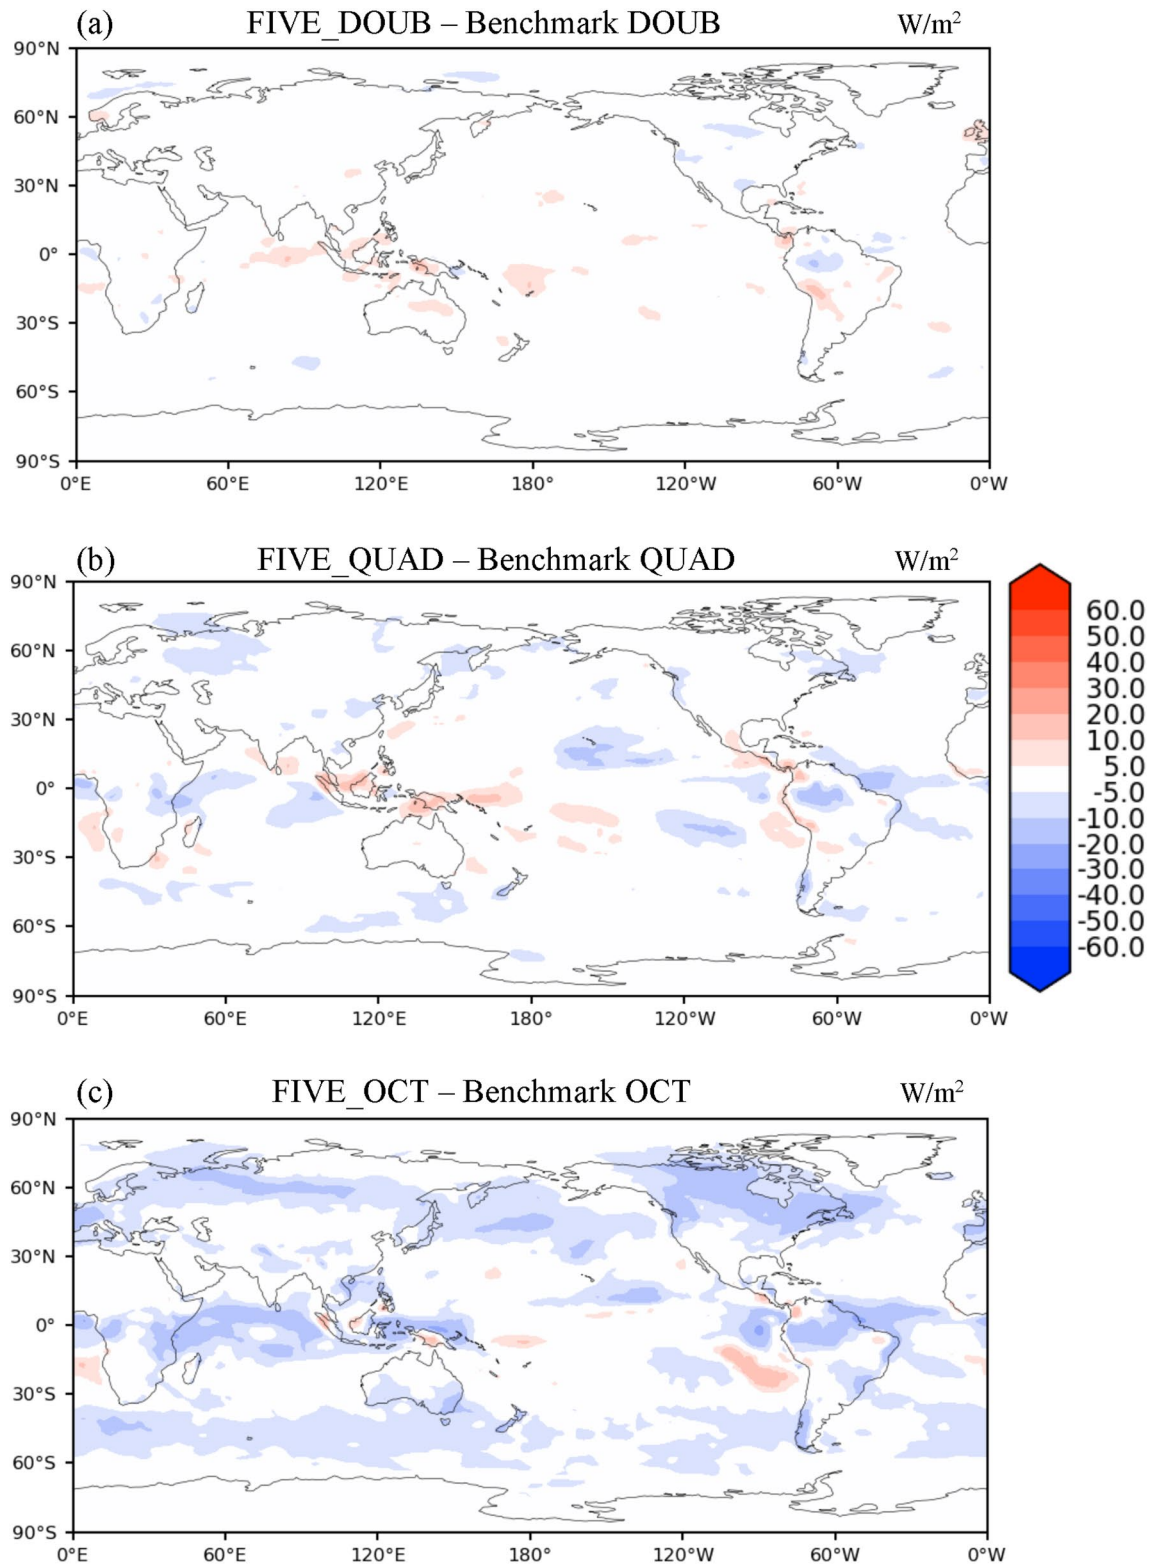 (a) FIVE_DOUB – Benchmark DOUB W/m²
90°N
60°N
30°N
0°
30°S
60°S
90°S
0°E 60°E 120°E 180° 120°W 60°W 0°W
(b) FIVE_QUAD – Benchmark QUAD W/m²
90°N
60°N
30°N
0°
30°S
60°S
90°S
0°E 60°E 120°E 180° 120°W 60°W 0°W
60.0
50.0
40.0
30.0
20.0
10.0
5.0
-5.0
-10.0
-20.0
-30.0
-40.0
-50.0
-60.0
(c) FIVE_OCT – Benchmark OCT W/m²
90°N
60°N
30°N
0°
30°S
60°S
90°S
0°E 60°E 120°E 180° 120°W 60°W 0°W